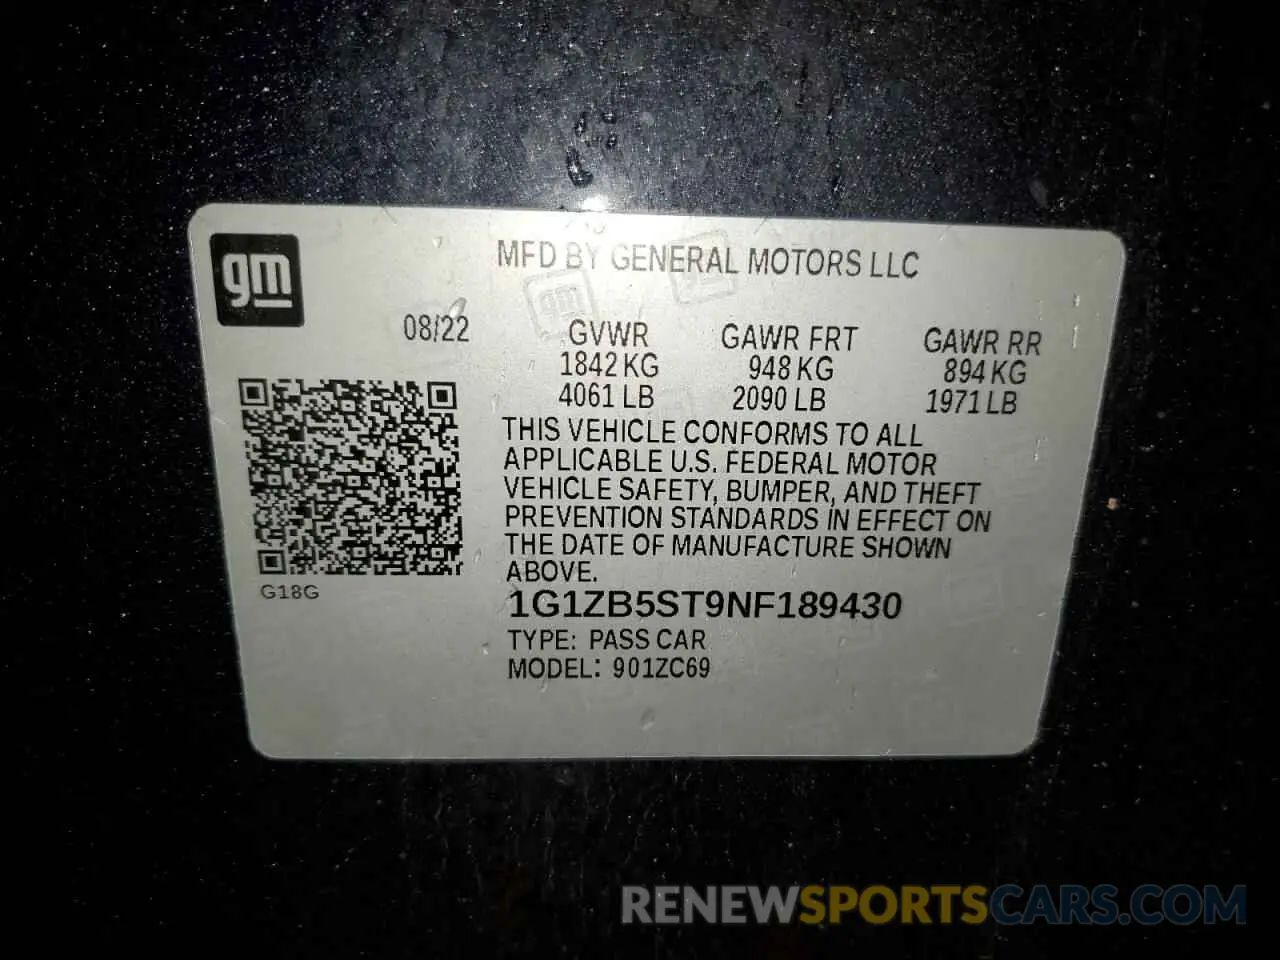 gm
MFD BY GENERAL MOTORS LLC
08/22 GVWR GAWR FRT GAWR RR
1842 KG 948 KG 894 KG
4061 LB 2090 LB 1971 LB
THIS VEHICLE CONFORMS TO ALL
APPLICABLE U.S. FEDERAL MOTOR
VEHICLE SAFETY, BUMPER, AND THEFT
PREVENTION STANDARDS IN EFFECT ON
THE DATE OF MANUFACTURE SHOWN
ABOVE.
G18G
1G1ZB5ST9NF189430
TYPE: PASS CAR
MODEL: 901ZC69
RENEWSPORTSCARS.COM